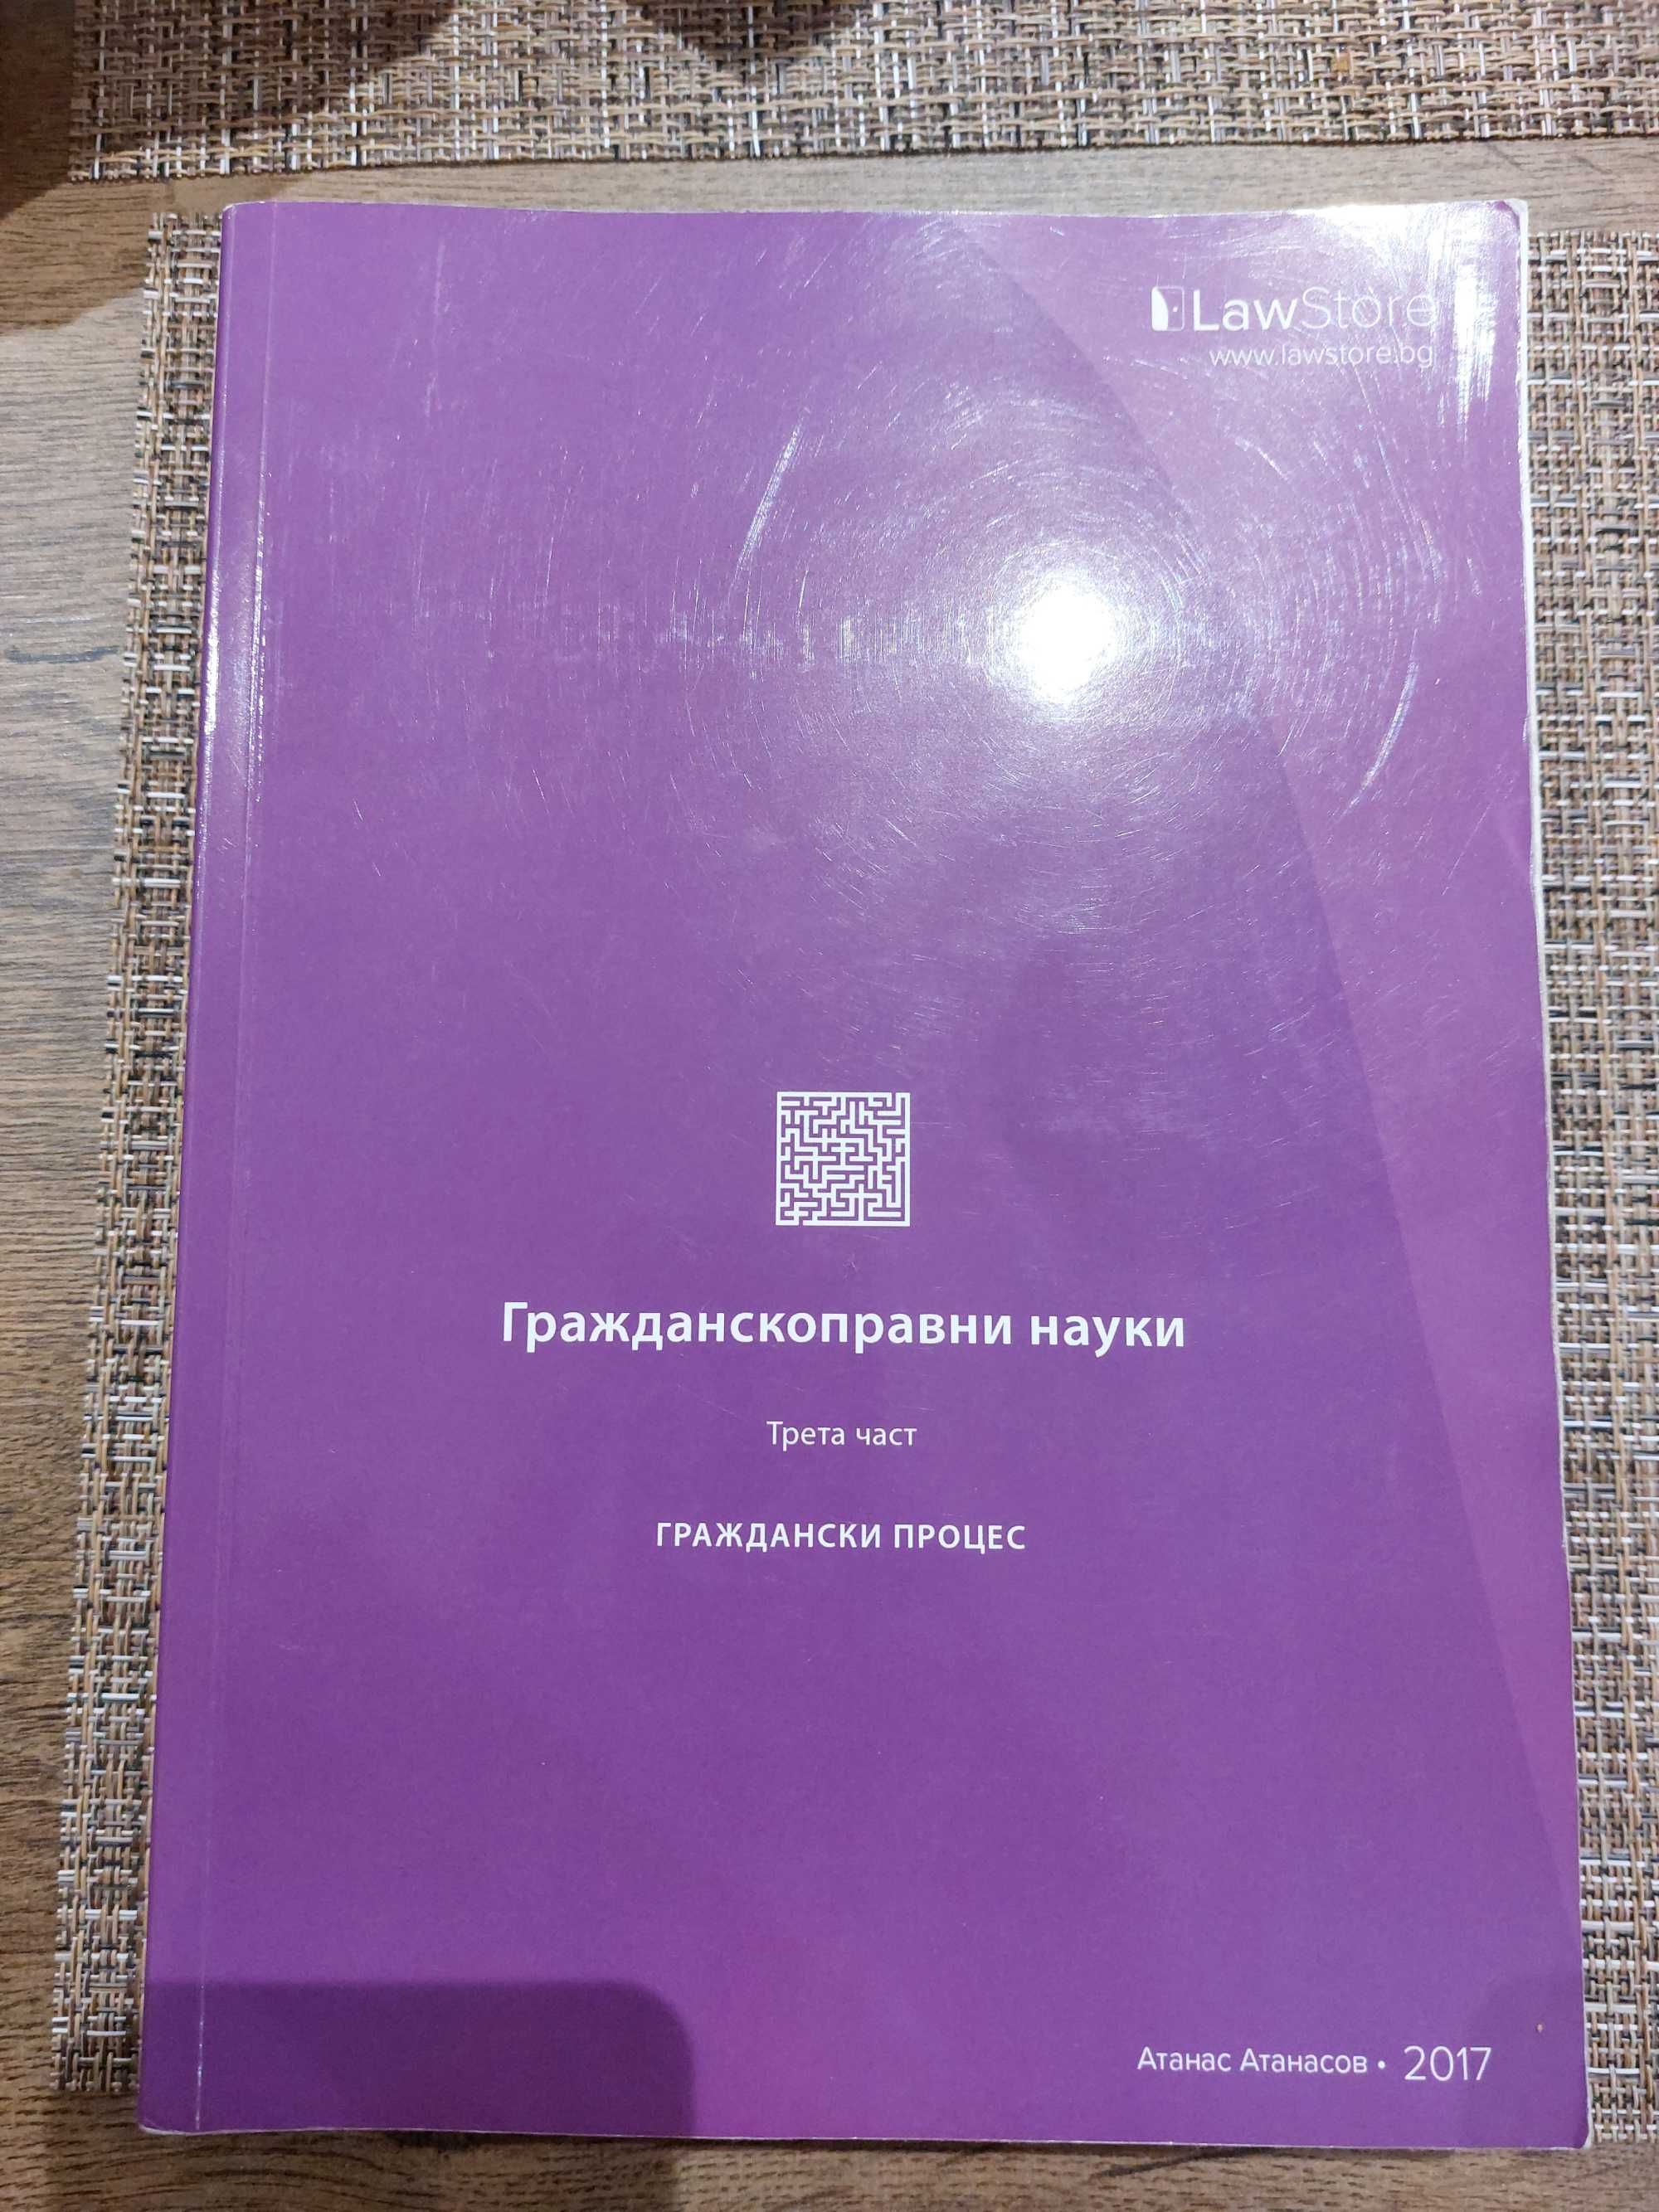 LawStore
www.lawstore.bg
Гражданскоправни науки
Трета част
ГРАЖДАНСКИ ПРОЦЕС
Атанас Атанасов • 2017